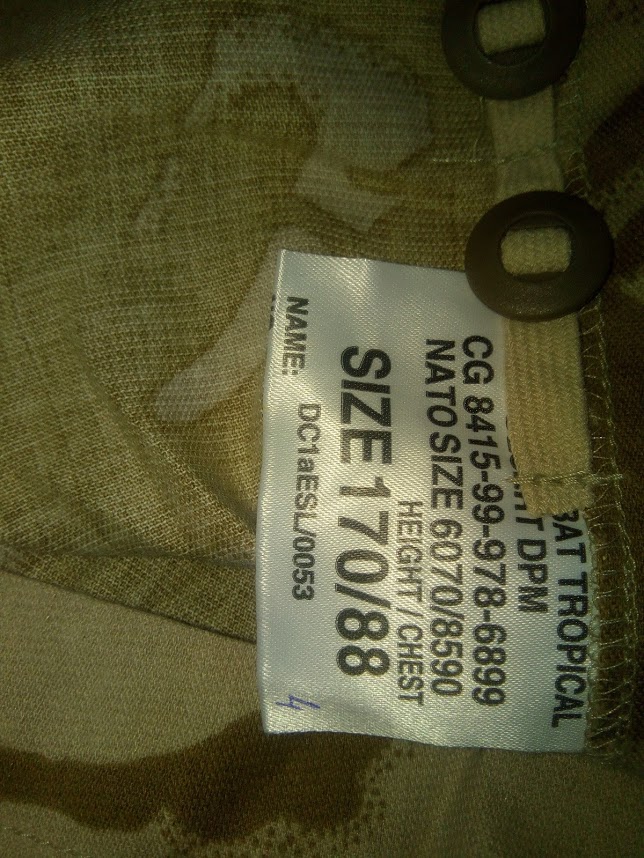 BAT TROPICAL
T DPM
CG 8415-99-978-6899
NATO SIZE 6070/8590
HEIGHT / CHEST
SIZE 170/88
DC1aESL/0053
NAME:
4